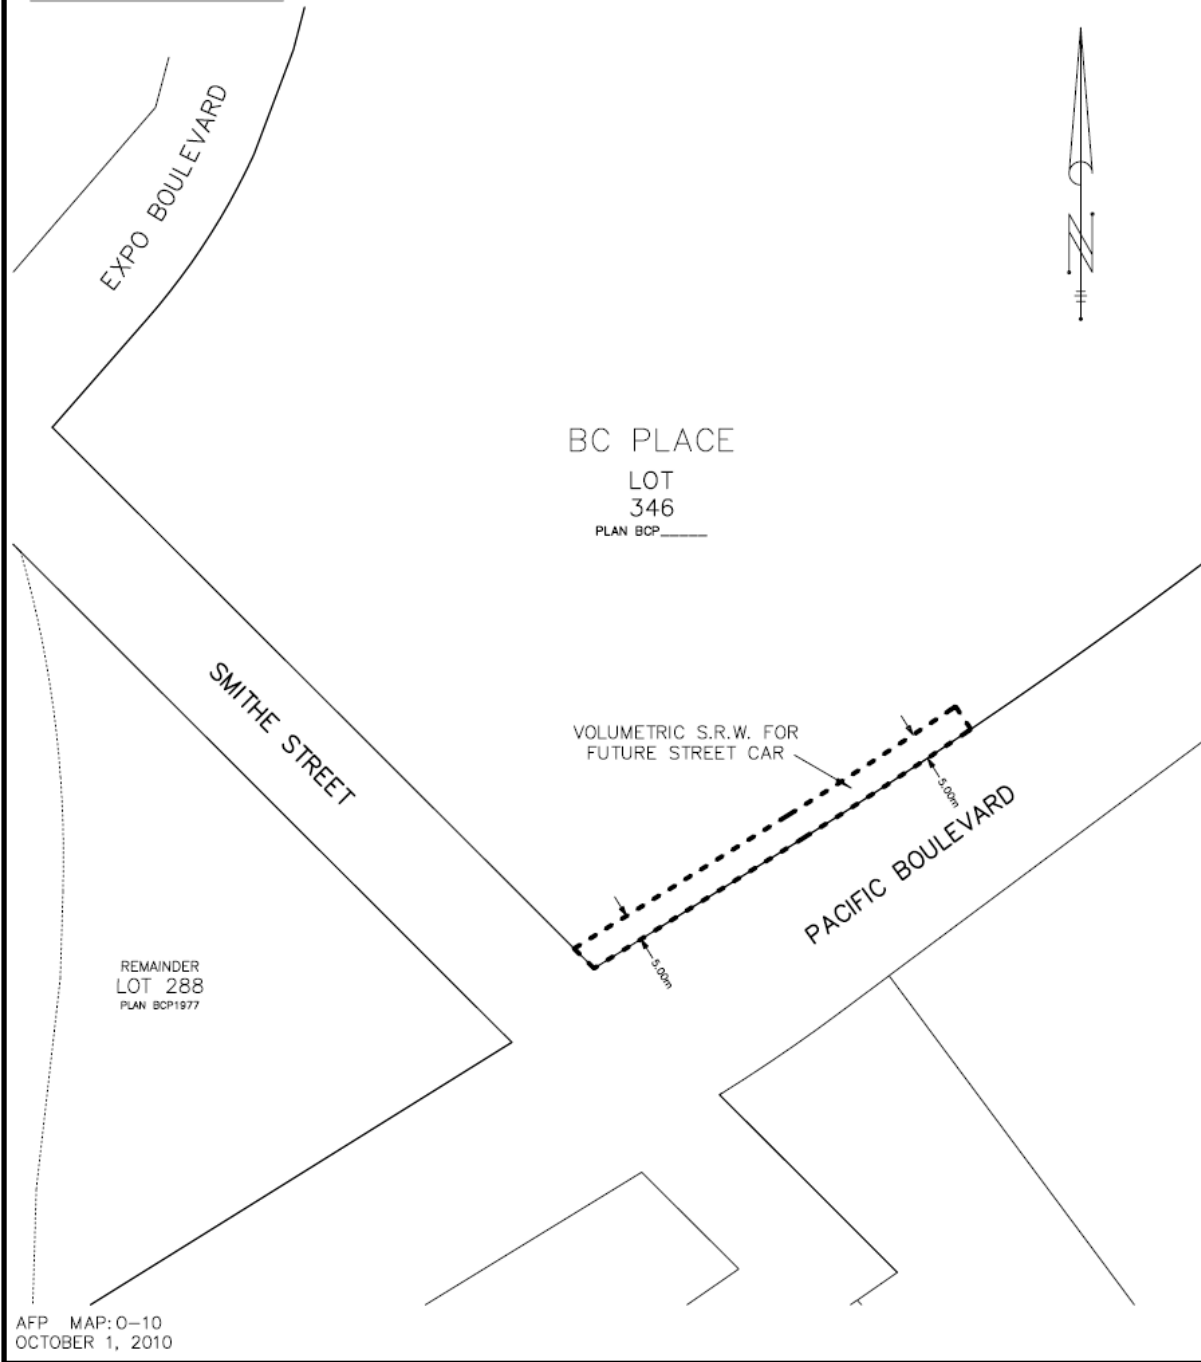 EXPO BOULEVARD
N
BC PLACE
LOT
346
PLAN BCP_____
SMITHE STREET
VOLUMETRIC S.R.W. FOR
FUTURE STREET CAR
5.00m
PACIFIC BOULEVARD
5.00m
REMAINDER
LOT 288
PLAN BCP1977
AFP MAP: O-10
OCTOBER 1, 2010